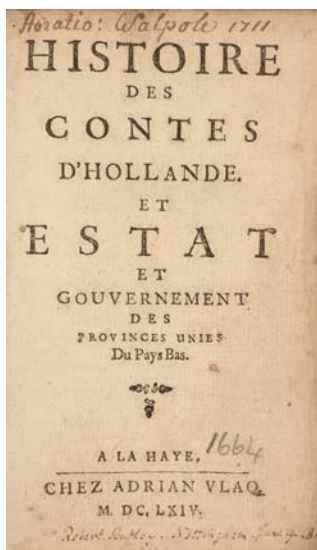 Horatio: Walpole 1711
HISTOIRE
DES
CONTES
D'HOLLANDE.
ET
ESTAT
ET
GOUVERNEMENT
DES
PROVINCES UNIES
Du Pays Bas.
A LA HAYE,
1664
CHEZ ADRIAN VLAQ,
M. DC. LXIV.
Robert